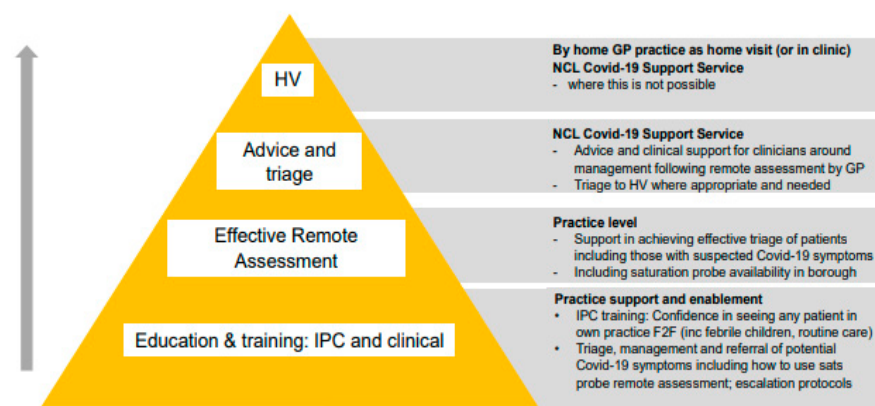 HV
By home GP practice as home visit (or in clinic)
NCL Covid-19 Support Service
- where this is not possible
Advice and
triage
NCL Covid-19 Support Service
- Advice and clinical support for clinicians around
management following remote assessment by GP
- Triage to HV where appropriate and needed
Effective Remote
Assessment
Practice level
- Support in achieving effective triage of patients
including those with suspected Covid-19 symptoms
- Including saturation probe availability in borough
Education & training: IPC and clinical
Practice support and enablement
• IPC training: Confidence in seeing any patient in
own practice F2F (inc febrile children, routine care)
• Triage, management and referral of potential
Covid-19 symptoms including how to use sats
probe remote assessment; escalation protocols